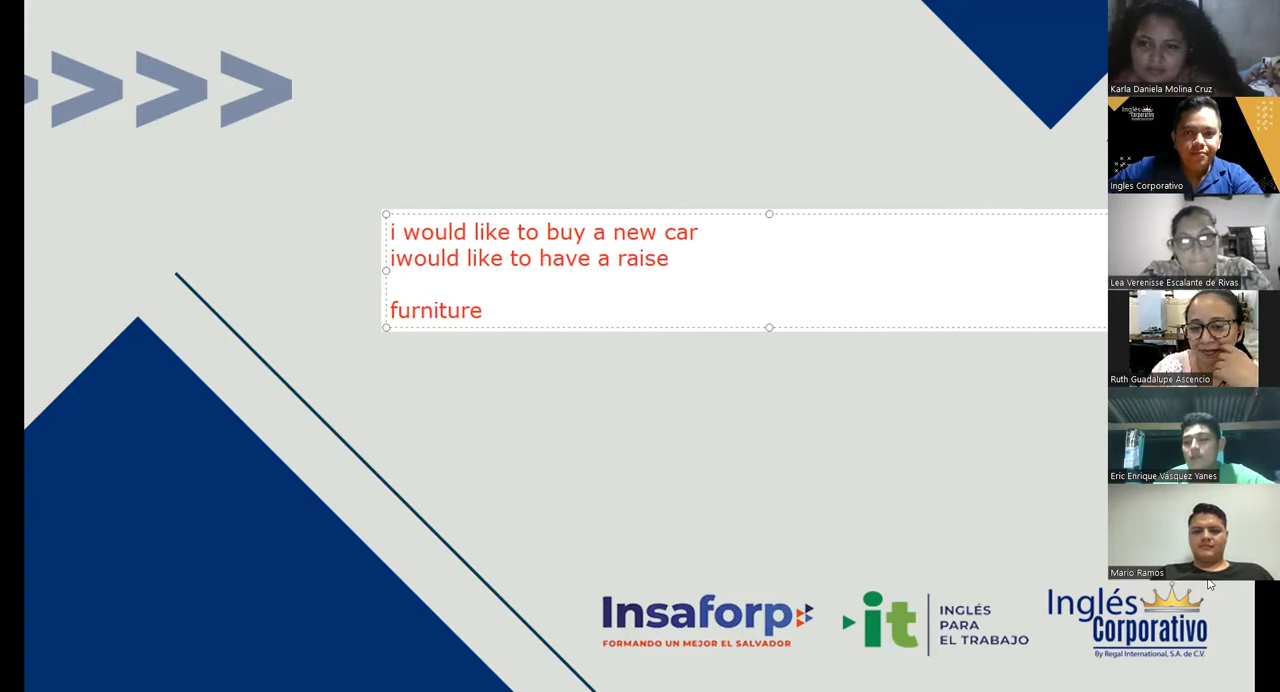 i would like to buy a new car
iwould like to have a raise
furniture
Karla Daniela Molina Cruz
Inglés
Corporativo
Ingles Corporativo
Lea Verenisse Escalante de Rivas
Ruth Guadalupe Ascencio
Eric Enrique Vásquez Yanes
Mario Ramos
Insaforp
FORMANDO UN MEJOR EL SALVADOR
it
INGLÉS
PARA
EL TRABAJO
Inglés
Corporativo
By Regal International, S.A. de C.V.